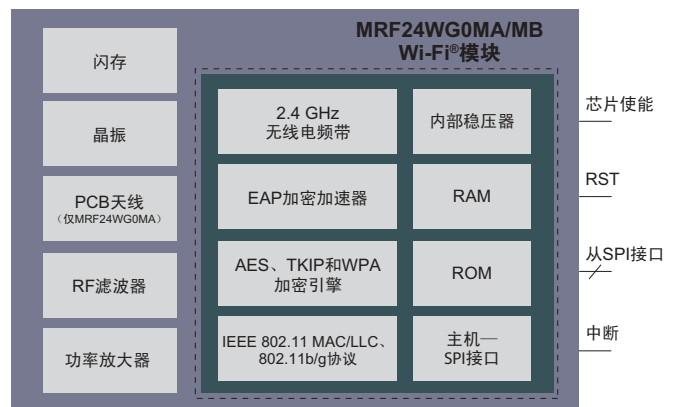 MRF24WG0MA/MB
Wi-Fi®模块
闪存
晶振
PCB天线
（仅MRF24WG0MA）
RF滤波器
功率放大器
2.4 GHz
无线电频带
内部稳压器
EAP加密加速器
RAM
AES、TKIP和WPA
加密引擎
ROM
IEEE 802.11 MAC/LLC、
802.11b/g协议
主机—
SPI接口
芯片使能
RST
从SPI接口
中断